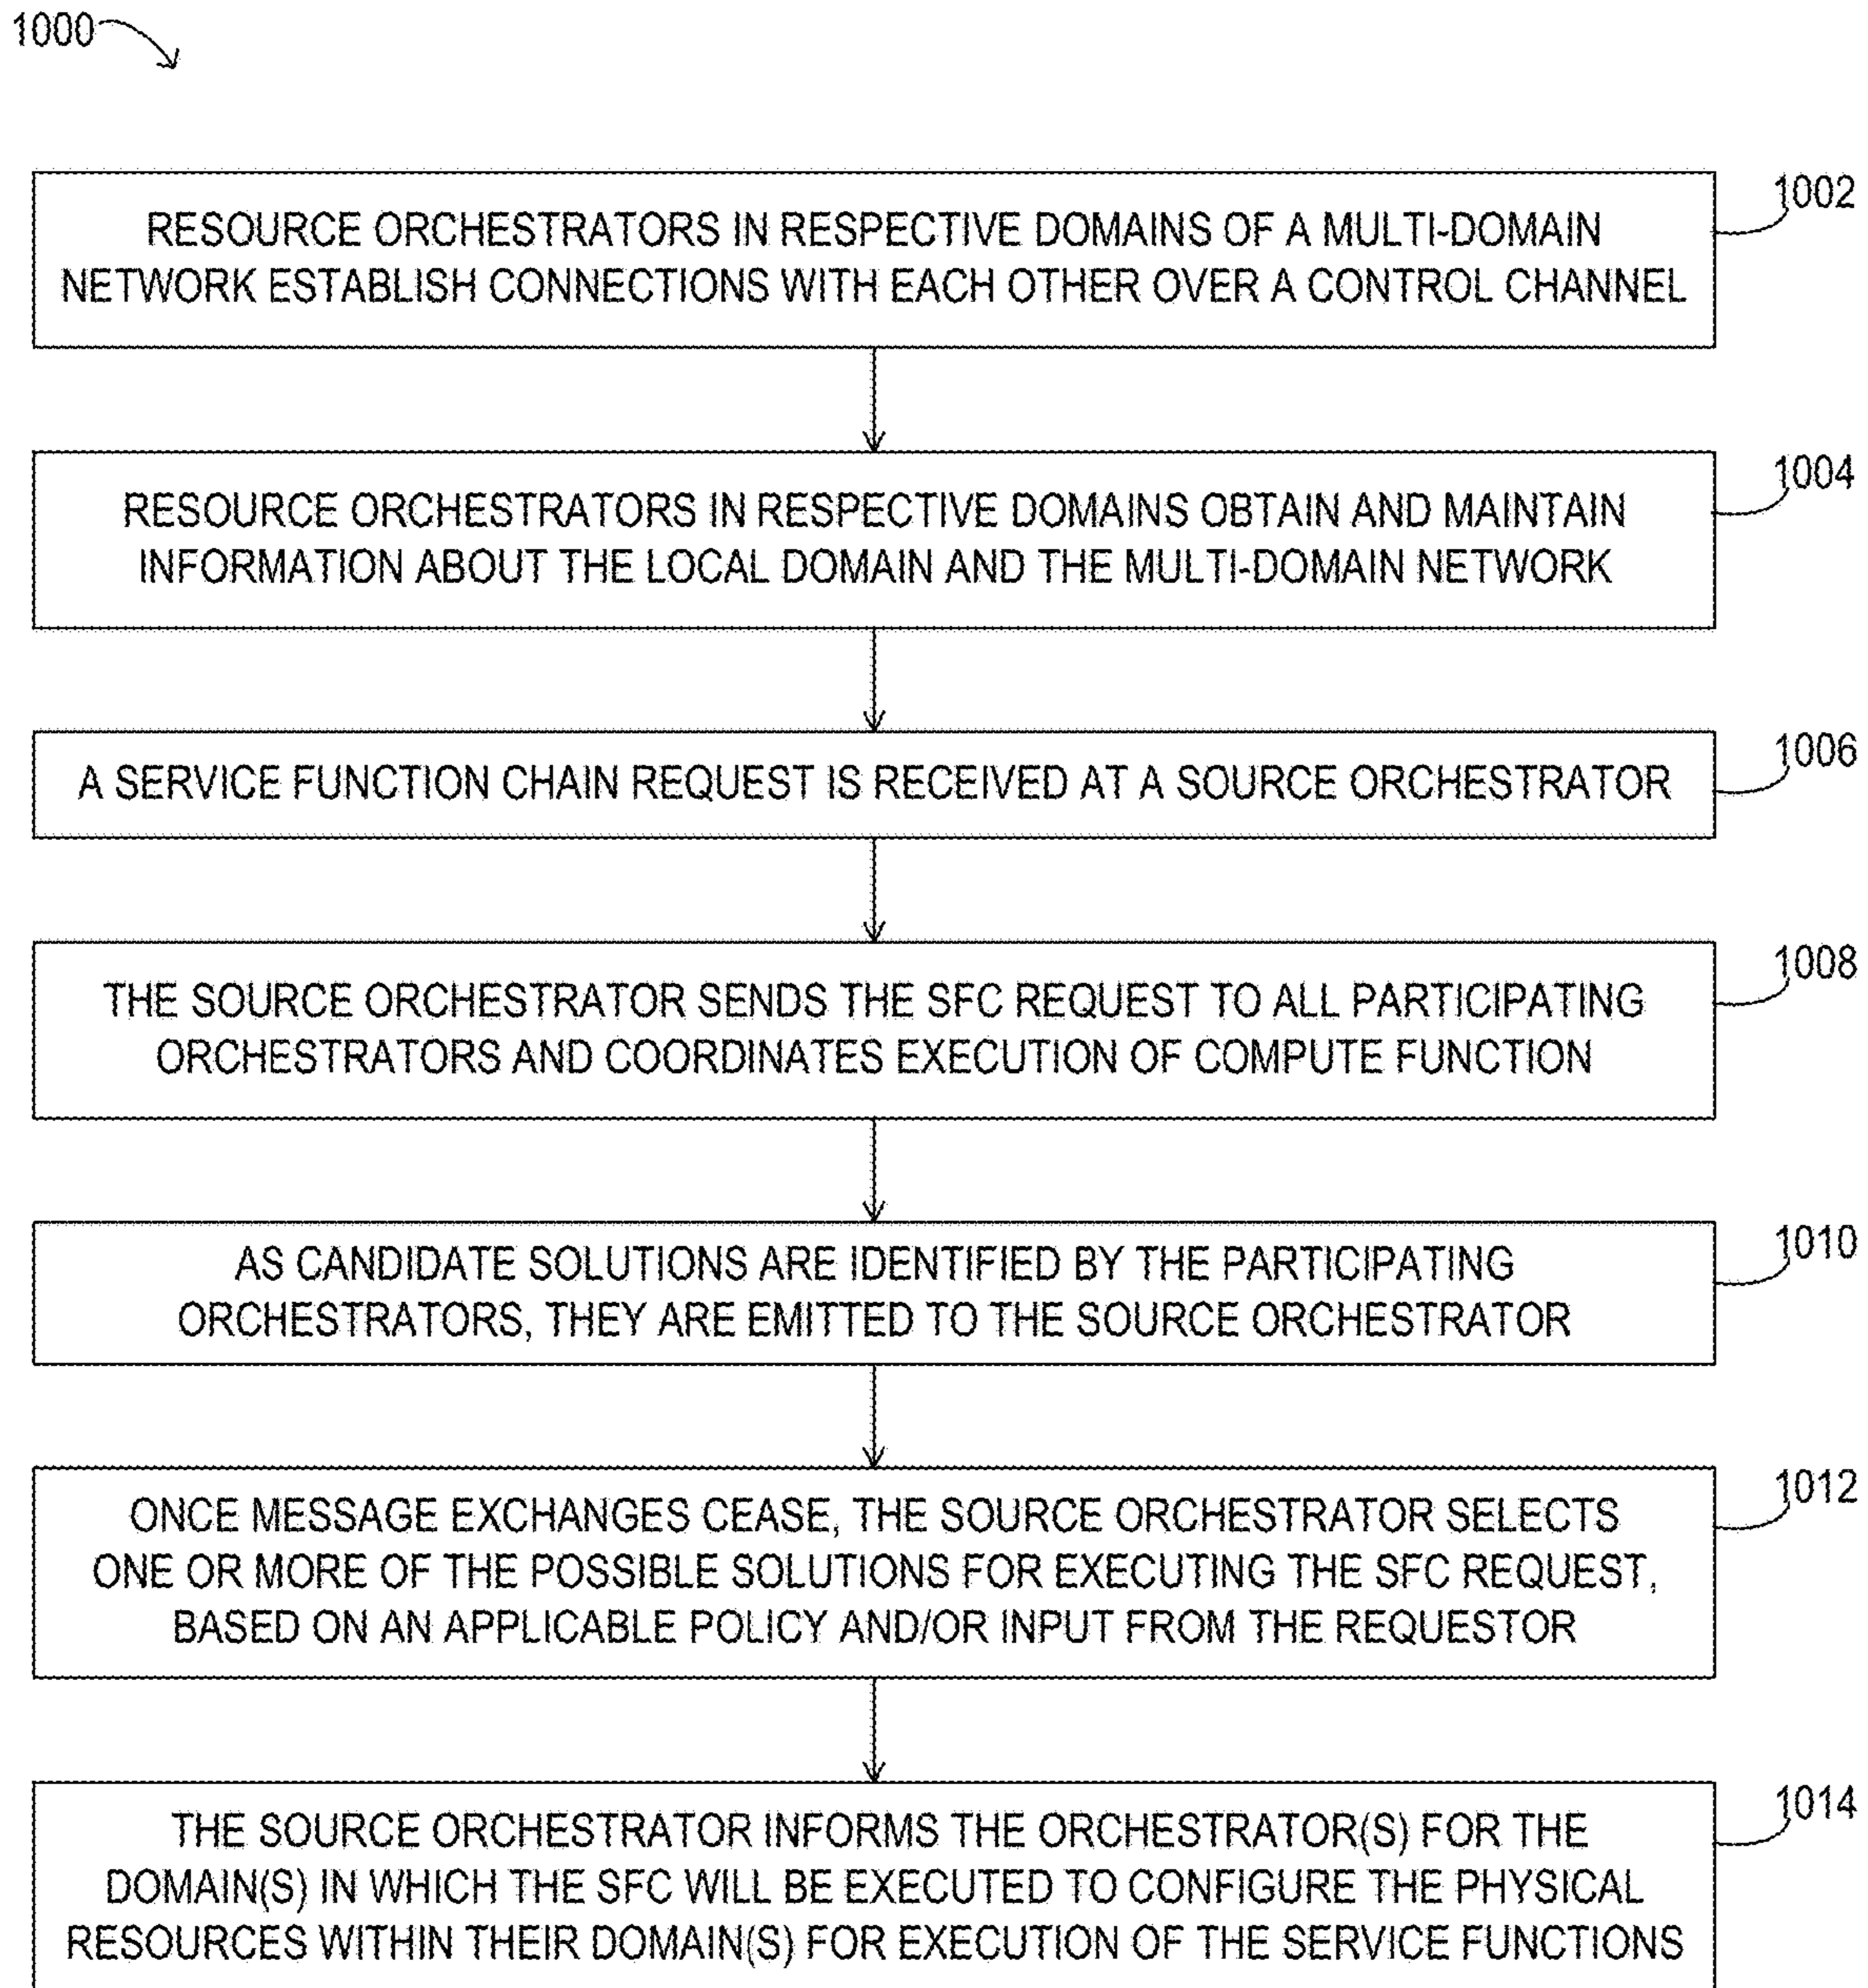 1000
1002
RESOURCE ORCHESTRATORS IN RESPECTIVE DOMAINS OF A MULTI-DOMAIN
NETWORK ESTABLISH CONNECTIONS WITH EACH OTHER OVER A CONTROL CHANNEL
1004
RESOURCE ORCHESTRATORS IN RESPECTIVE DOMAINS OBTAIN AND MAINTAIN
INFORMATION ABOUT THE LOCAL DOMAIN AND THE MULTI-DOMAIN NETWORK
1006
A SERVICE FUNCTION CHAIN REQUEST IS RECEIVED AT A SOURCE ORCHESTRATOR
1008
THE SOURCE ORCHESTRATOR SENDS THE SFC REQUEST TO ALL PARTICIPATING
ORCHESTRATORS AND COORDINATES EXECUTION OF COMPUTE FUNCTION
1010
AS CANDIDATE SOLUTIONS ARE IDENTIFIED BY THE PARTICIPATING
ORCHESTRATORS, THEY ARE EMITTED TO THE SOURCE ORCHESTRATOR
1012
ONCE MESSAGE EXCHANGES CEASE, THE SOURCE ORCHESTRATOR SELECTS
ONE OR MORE OF THE POSSIBLE SOLUTIONS FOR EXECUTING THE SFC REQUEST,
BASED ON AN APPLICABLE POLICY AND/OR INPUT FROM THE REQUESTOR
1014
THE SOURCE ORCHESTRATOR INFORMS THE ORCHESTRATOR(S) FOR THE
DOMAIN(S) IN WHICH THE SFC WILL BE EXECUTED TO CONFIGURE THE PHYSICAL
RESOURCES WITHIN THEIR DOMAIN(S) FOR EXECUTION OF THE SERVICE FUNCTIONS